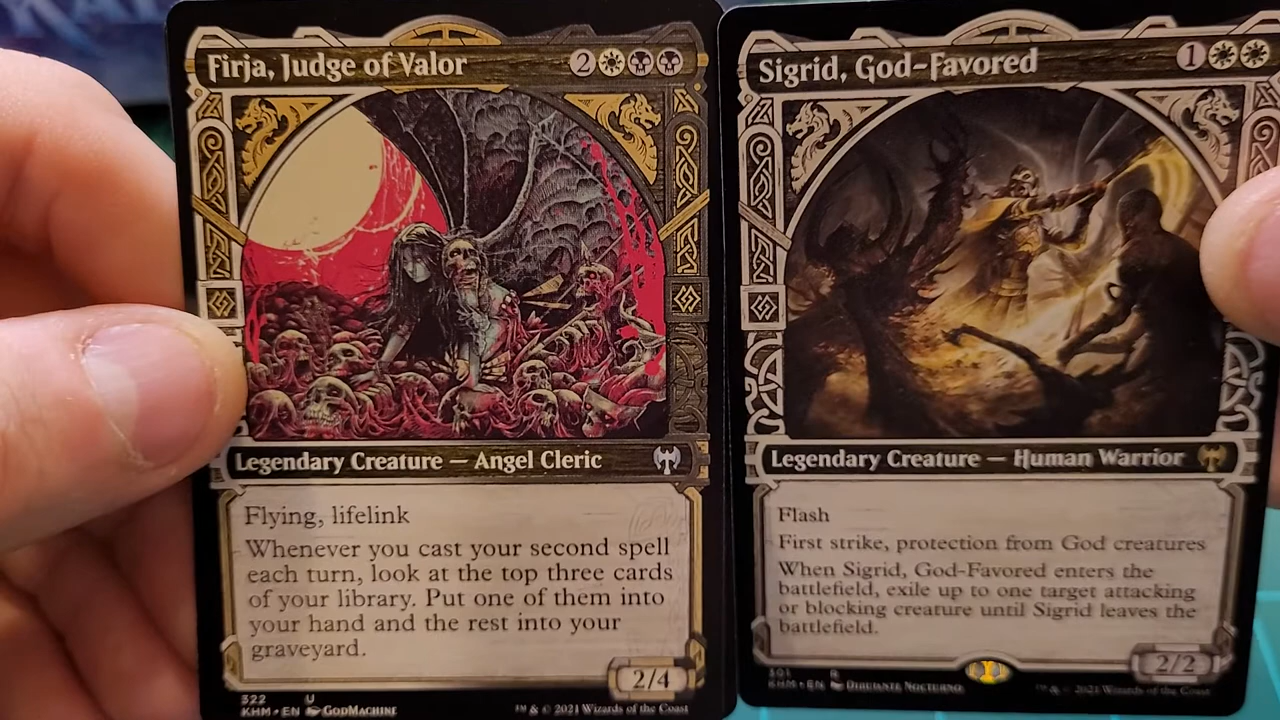 Firja, Judge of Valor
2
Legendary Creature — Angel Cleric
Flying, lifelink
Whenever you cast your second spell
each turn, look at the top three cards
of your library. Put one of them into
your hand and the rest into your
graveyard.
2/4
322 U
KHM • EN GODMACHINE
™ & © 2021 Wizards of the Coast
Sigrid, God-Favored
1
Legendary Creature — Human Warrior
Flash
First strike, protection from God creatures
When Sigrid, God-Favored enters the
battlefield, exile up to one target attacking
or blocking creature until Sigrid leaves the
battlefield.
2/2
301 R
KHM • EN DIBUJANTE NOCTURNO
™ & © 2021 Wizards of the Coast